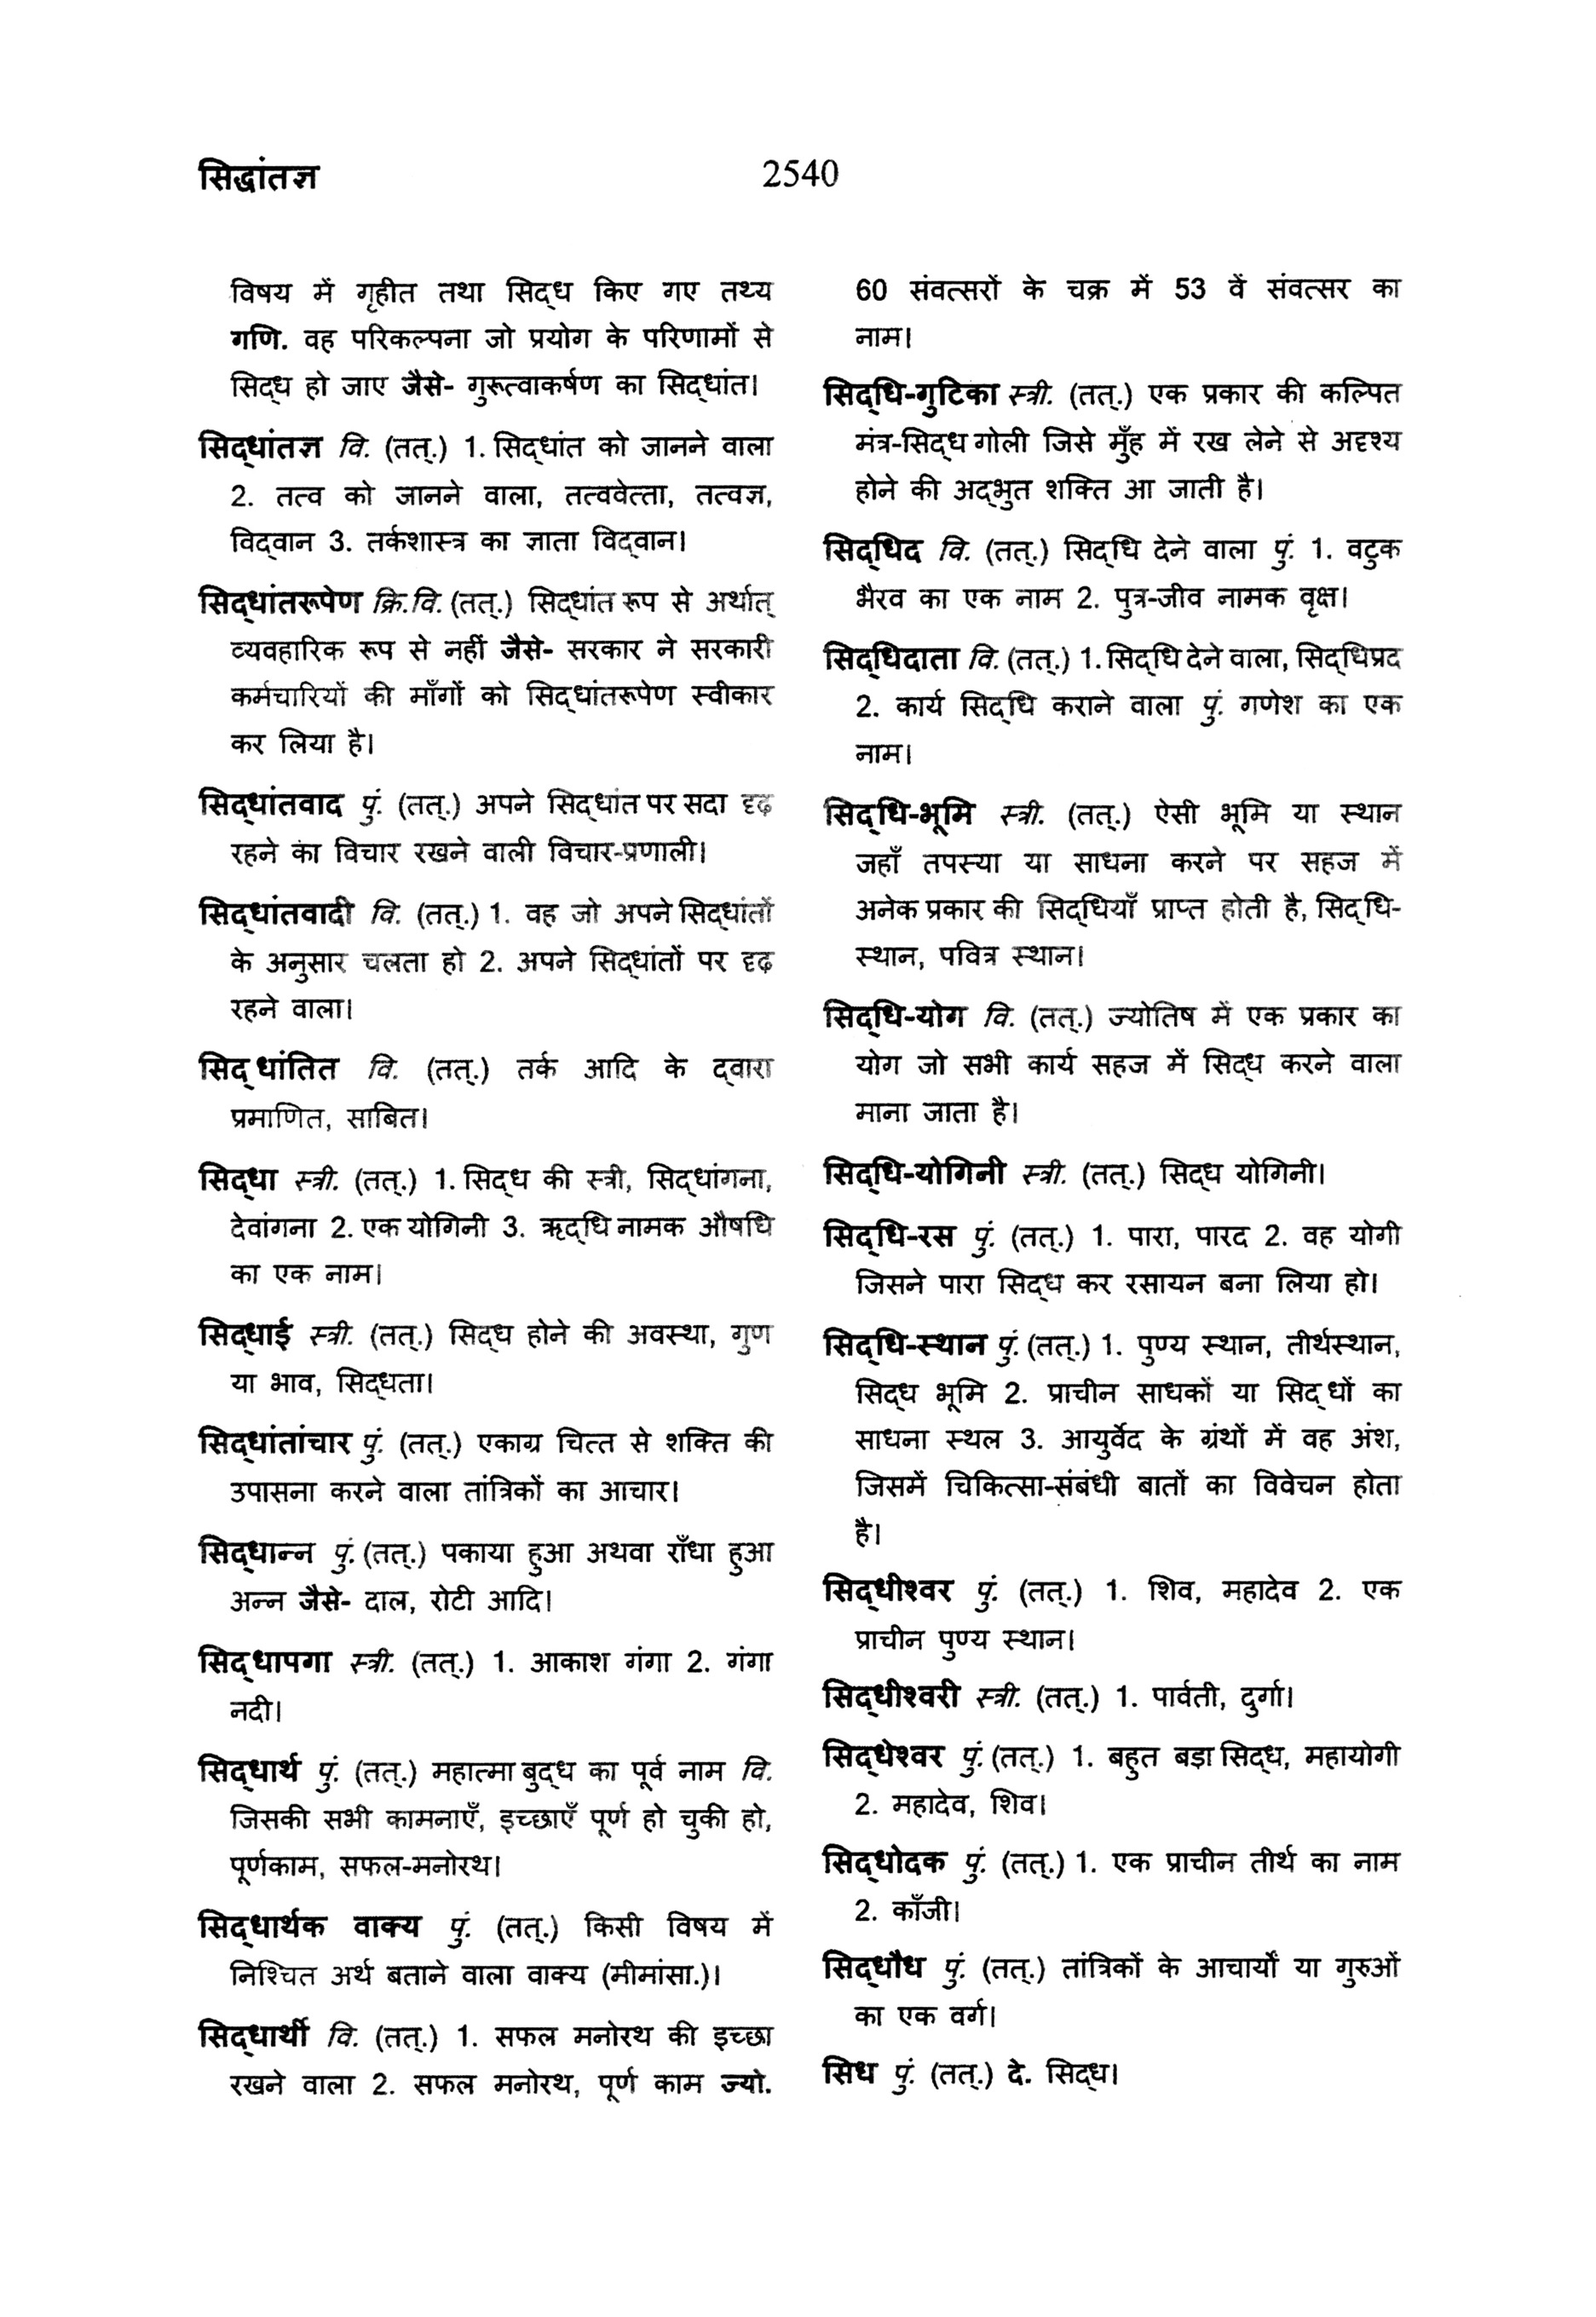 सिद्धांतज्ञ
2540
विषय में गृहीत तथा सिद्‌ध किए गए तथ्य
गणि. वह परिकल्पना जो प्रयोग के परिणामों से
सिद्‌ध हो जाए जैसे- गुरूत्वाकर्षण का सिद्‌धांत।
सिद्‌धांतज्ञ वि. (तत्.) 1. सिद्‌धांत को जानने वाला
2. तत्व को जानने वाला, तत्ववेत्ता, तत्वज्ञ,
विद्‌वान 3. तर्कशास्त्र का ज्ञाता विद्‌वान।
सिद्‌धांतरूपेण क्रि.वि. (तत्.) सिद्‌धांत रूप से अर्थात्
व्यवहारिक रूप से नहीं जैसे- सरकार ने सरकारी
कर्मचारियों की माँगों को सिद्‌धांतरूपेण स्वीकार
कर लिया है।
सिद्‌धांतवाद पुं. (तत्.) अपने सिद्‌धांत पर सदा दृढ़
रहने का विचार रखने वाली विचार-प्रणाली।
सिद्‌धांतवादी वि. (तत्.) 1. वह जो अपने सिद्‌धांतों
के अनुसार चलता हो 2. अपने सिद्‌धांतों पर दृढ़
रहने वाला।
सिद्‌धांतित वि. (तत्.) तर्क आदि के द्‌वारा
प्रमाणित, साबित।
सिद्‌धा स्त्री. (तत्.) 1. सिद्‌ध की स्त्री, सिद्‌धांगना,
देवांगना 2. एक योगिनी 3. ऋद्‌धि नामक औषधि
का एक नाम।
सिद्‌धाई स्त्री. (तत्.) सिद्‌ध होने की अवस्था, गुण
या भाव, सिद्‌धता।
सिद्‌धांतांचार पुं. (तत्.) एकाग्र चित्त से शक्ति की
उपासना करने वाला तांत्रिकों का आचार।
सिद्‌धान्न पुं. (तत्.) पकाया हुआ अथवा राँधा हुआ
अन्न जैसे- दाल, रोटी आदि।
सिद्‌धापगा स्त्री. (तत्.) 1. आकाश गंगा 2. गंगा
नदी।
सिद्‌धार्थ पुं. (तत्.) महात्मा बुद्‌ध का पूर्व नाम वि.
जिसकी सभी कामनाएँ, इच्छाएँ पूर्ण हो चुकी हो,
पूर्णकाम, सफल-मनोरथ।
सिद्‌धार्थक वाक्य पुं. (तत्.) किसी विषय में
निश्चित अर्थ बताने वाला वाक्य (मीमांसा.)।
सिद्‌धार्थी वि. (तत्.) 1. सफल मनोरथ की इच्छा
रखने वाला 2. सफल मनोरथ, पूर्ण काम ज्यो.
60 संवत्सरों के चक्र में 53 वें संवत्सर का
नाम।
सिद्‌धि-गुटिका स्त्री. (तत्.) एक प्रकार की कल्पित
मंत्र-सिद्‌ध गोली जिसे मुँह में रख लेने से अदृश्य
होने की अद्‌भुत शक्ति आ जाती है।
सिद्‌धिद वि. (तत्.) सिद्‌धि देने वाला पुं. 1. वटुक
भैरव का एक नाम 2. पुत्र-जीव नामक वृक्ष।
सिद्‌धिदाता वि. (तत्.) 1. सिद्‌धि देने वाला, सिद्‌धिप्रद
2. कार्य सिद्‌धि कराने वाला पुं. गणेश का एक
नाम।
सिद्‌धि-भूमि स्त्री. (तत्.) ऐसी भूमि या स्थान
जहाँ तपस्या या साधना करने पर सहज में
अनेक प्रकार की सिद्‌धियाँ प्राप्त होती है, सिद्‌धि-
स्थान, पवित्र स्थान।
सिद्‌धि-योग वि. (तत्.) ज्योतिष में एक प्रकार का
योग जो सभी कार्य सहज में सिद्‌ध करने वाला
माना जाता है।
सिद्‌धि-योगिनी स्त्री. (तत्.) सिद्‌ध योगिनी।
सिद्‌धि-रस पुं. (तत्.) 1. पारा, पारद 2. वह योगी
जिसने पारा सिद्‌ध कर रसायन बना लिया हो।
सिद्‌धि-स्थान पुं. (तत्.) 1. पुण्य स्थान, तीर्थस्थान,
सिद्‌ध भूमि 2. प्राचीन साधकों या सिद्‌धों का
साधना स्थल 3. आयुर्वेद के ग्रंथों में वह अंश,
जिसमें चिकित्सा-संबंधी बातों का विवेचन होता
है।
सिद्‌धीश्वर पुं. (तत्.) 1. शिव, महादेव 2. एक
प्राचीन पुण्य स्थान।
सिद्‌धीश्वरी स्त्री. (तत्.) 1. पार्वती, दुर्गा।
सिद्‌धेश्वर पुं. (तत्.) 1. बहुत बड़ा सिद्‌ध, महायोगी
2. महादेव, शिव।
सिद्‌धोदक पुं. (तत्.) 1. एक प्राचीन तीर्थ का नाम
2. काँजी।
सिद्‌धौध पुं. (तत्.) तांत्रिकों के आचार्यों या गुरुओं
का एक वर्ग।
सिध पुं. (तत्.) दे. सिद्‌ध।